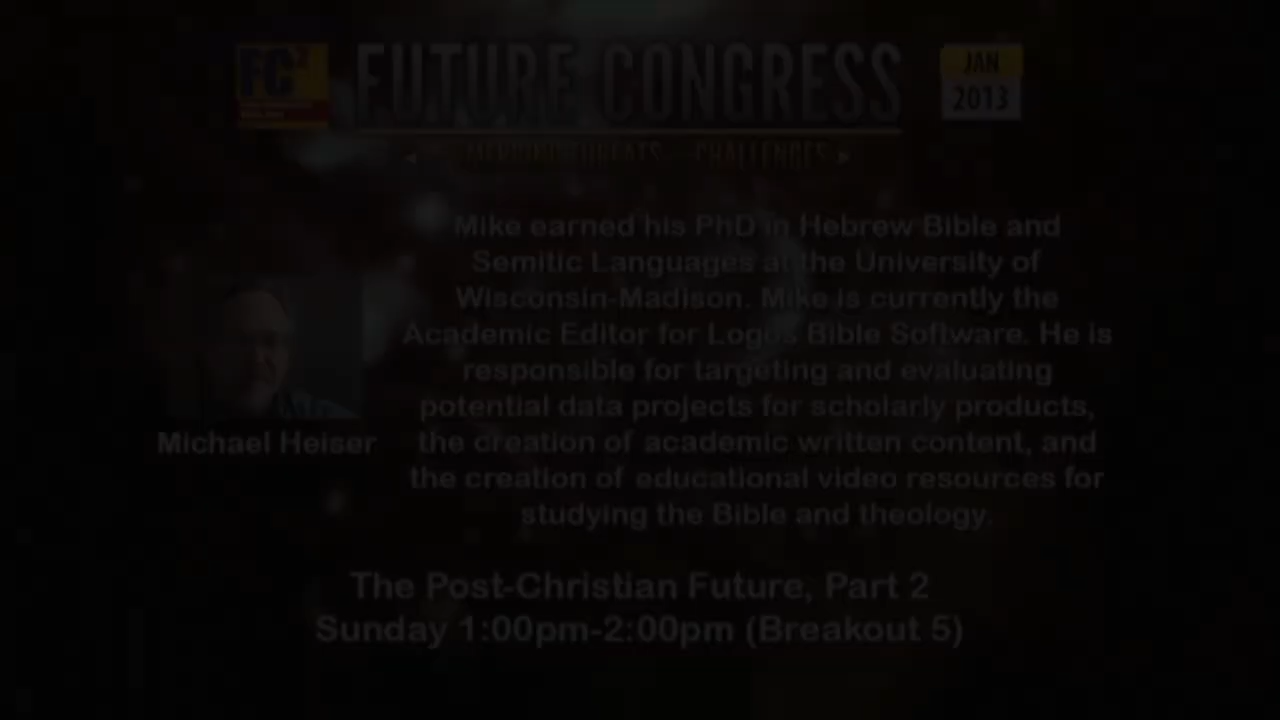 FC²
FUTURE CONGRESS
JAN
2013
EMERGING THREATS CHALLENGES
Mike earned his PhD in Hebrew Bible and
Semitic Languages at the University of
Wisconsin-Madison. Mike is currently the
Academic Editor for Logos Bible Software. He is
responsible for targeting and evaluating
potential data projects for scholarly products,
the creation of academic written content, and
the creation of educational video resources for
studying the Bible and theology.
Michael Heiser
The Post-Christian Future, Part 2
Sunday 1:00pm-2:00pm (Breakout 5)